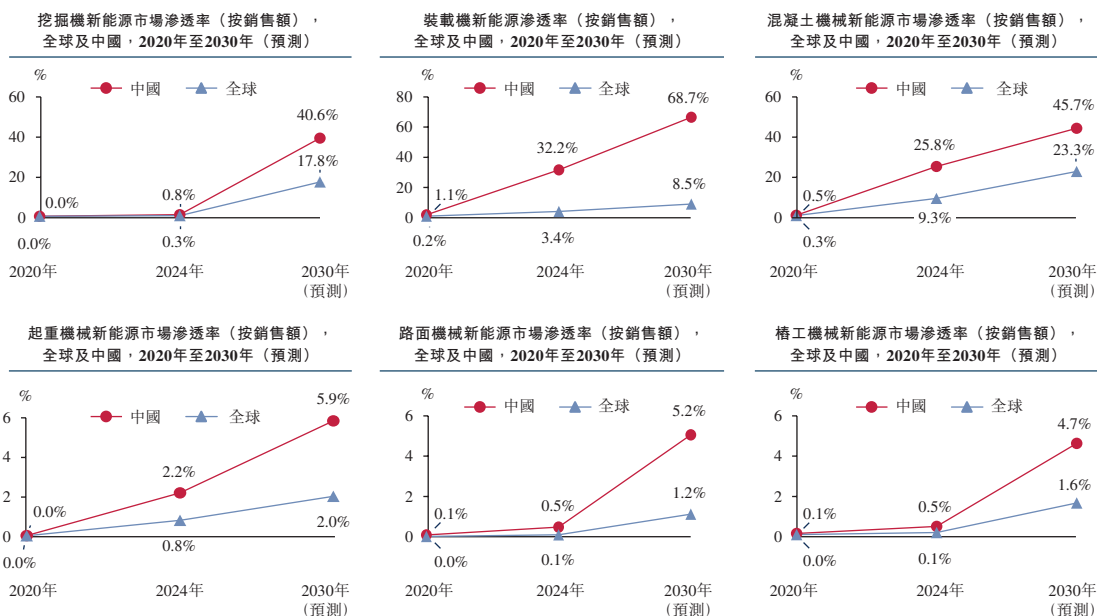 挖掘機新能源市場滲透率（按銷售額），
全球及中國，2020年至2030年（預測）
%
中國
全球
60
40
20
0
0.0%
0.8%
40.6%
17.8%
0.0%
0.3%
2020年
2024年
2030年
（預測）
裝載機新能源滲透率（按銷售額），
全球及中國，2020年至2030年（預測）
%
中國
全球
80
60
40
20
0
1.1%
32.2%
68.7%
8.5%
0.2%
3.4%
2020年
2024年
2030年
（預測）
混凝土機械新能源市場滲透率（按銷售額），
全球及中國，2020年至2030年（預測）
%
中國
全球
60
40
20
0
0.5%
25.8%
45.7%
23.3%
0.3%
9.3%
2020年
2024年
2030年
（預測）
起重機械新能源市場滲透率（按銷售額），
全球及中國，2020年至2030年（預測）
%
中國
全球
6
4
2
0
0.0%
2.2%
5.9%
2.0%
0.0%
0.8%
2020年
2024年
2030年
（預測）
路面機械新能源市場滲透率（按銷售額），
全球及中國，2020年至2030年（預測）
%
中國
全球
6
4
2
0
0.1%
0.5%
5.2%
1.2%
0.0%
0.1%
2020年
2024年
2030年
（預測）
樁工機械新能源市場滲透率（按銷售額），
全球及中國，2020年至2030年（預測）
%
中國
全球
6
4
2
0
0.1%
0.5%
4.7%
1.6%
0.0%
0.1%
2020年
2024年
2030年
（預測）